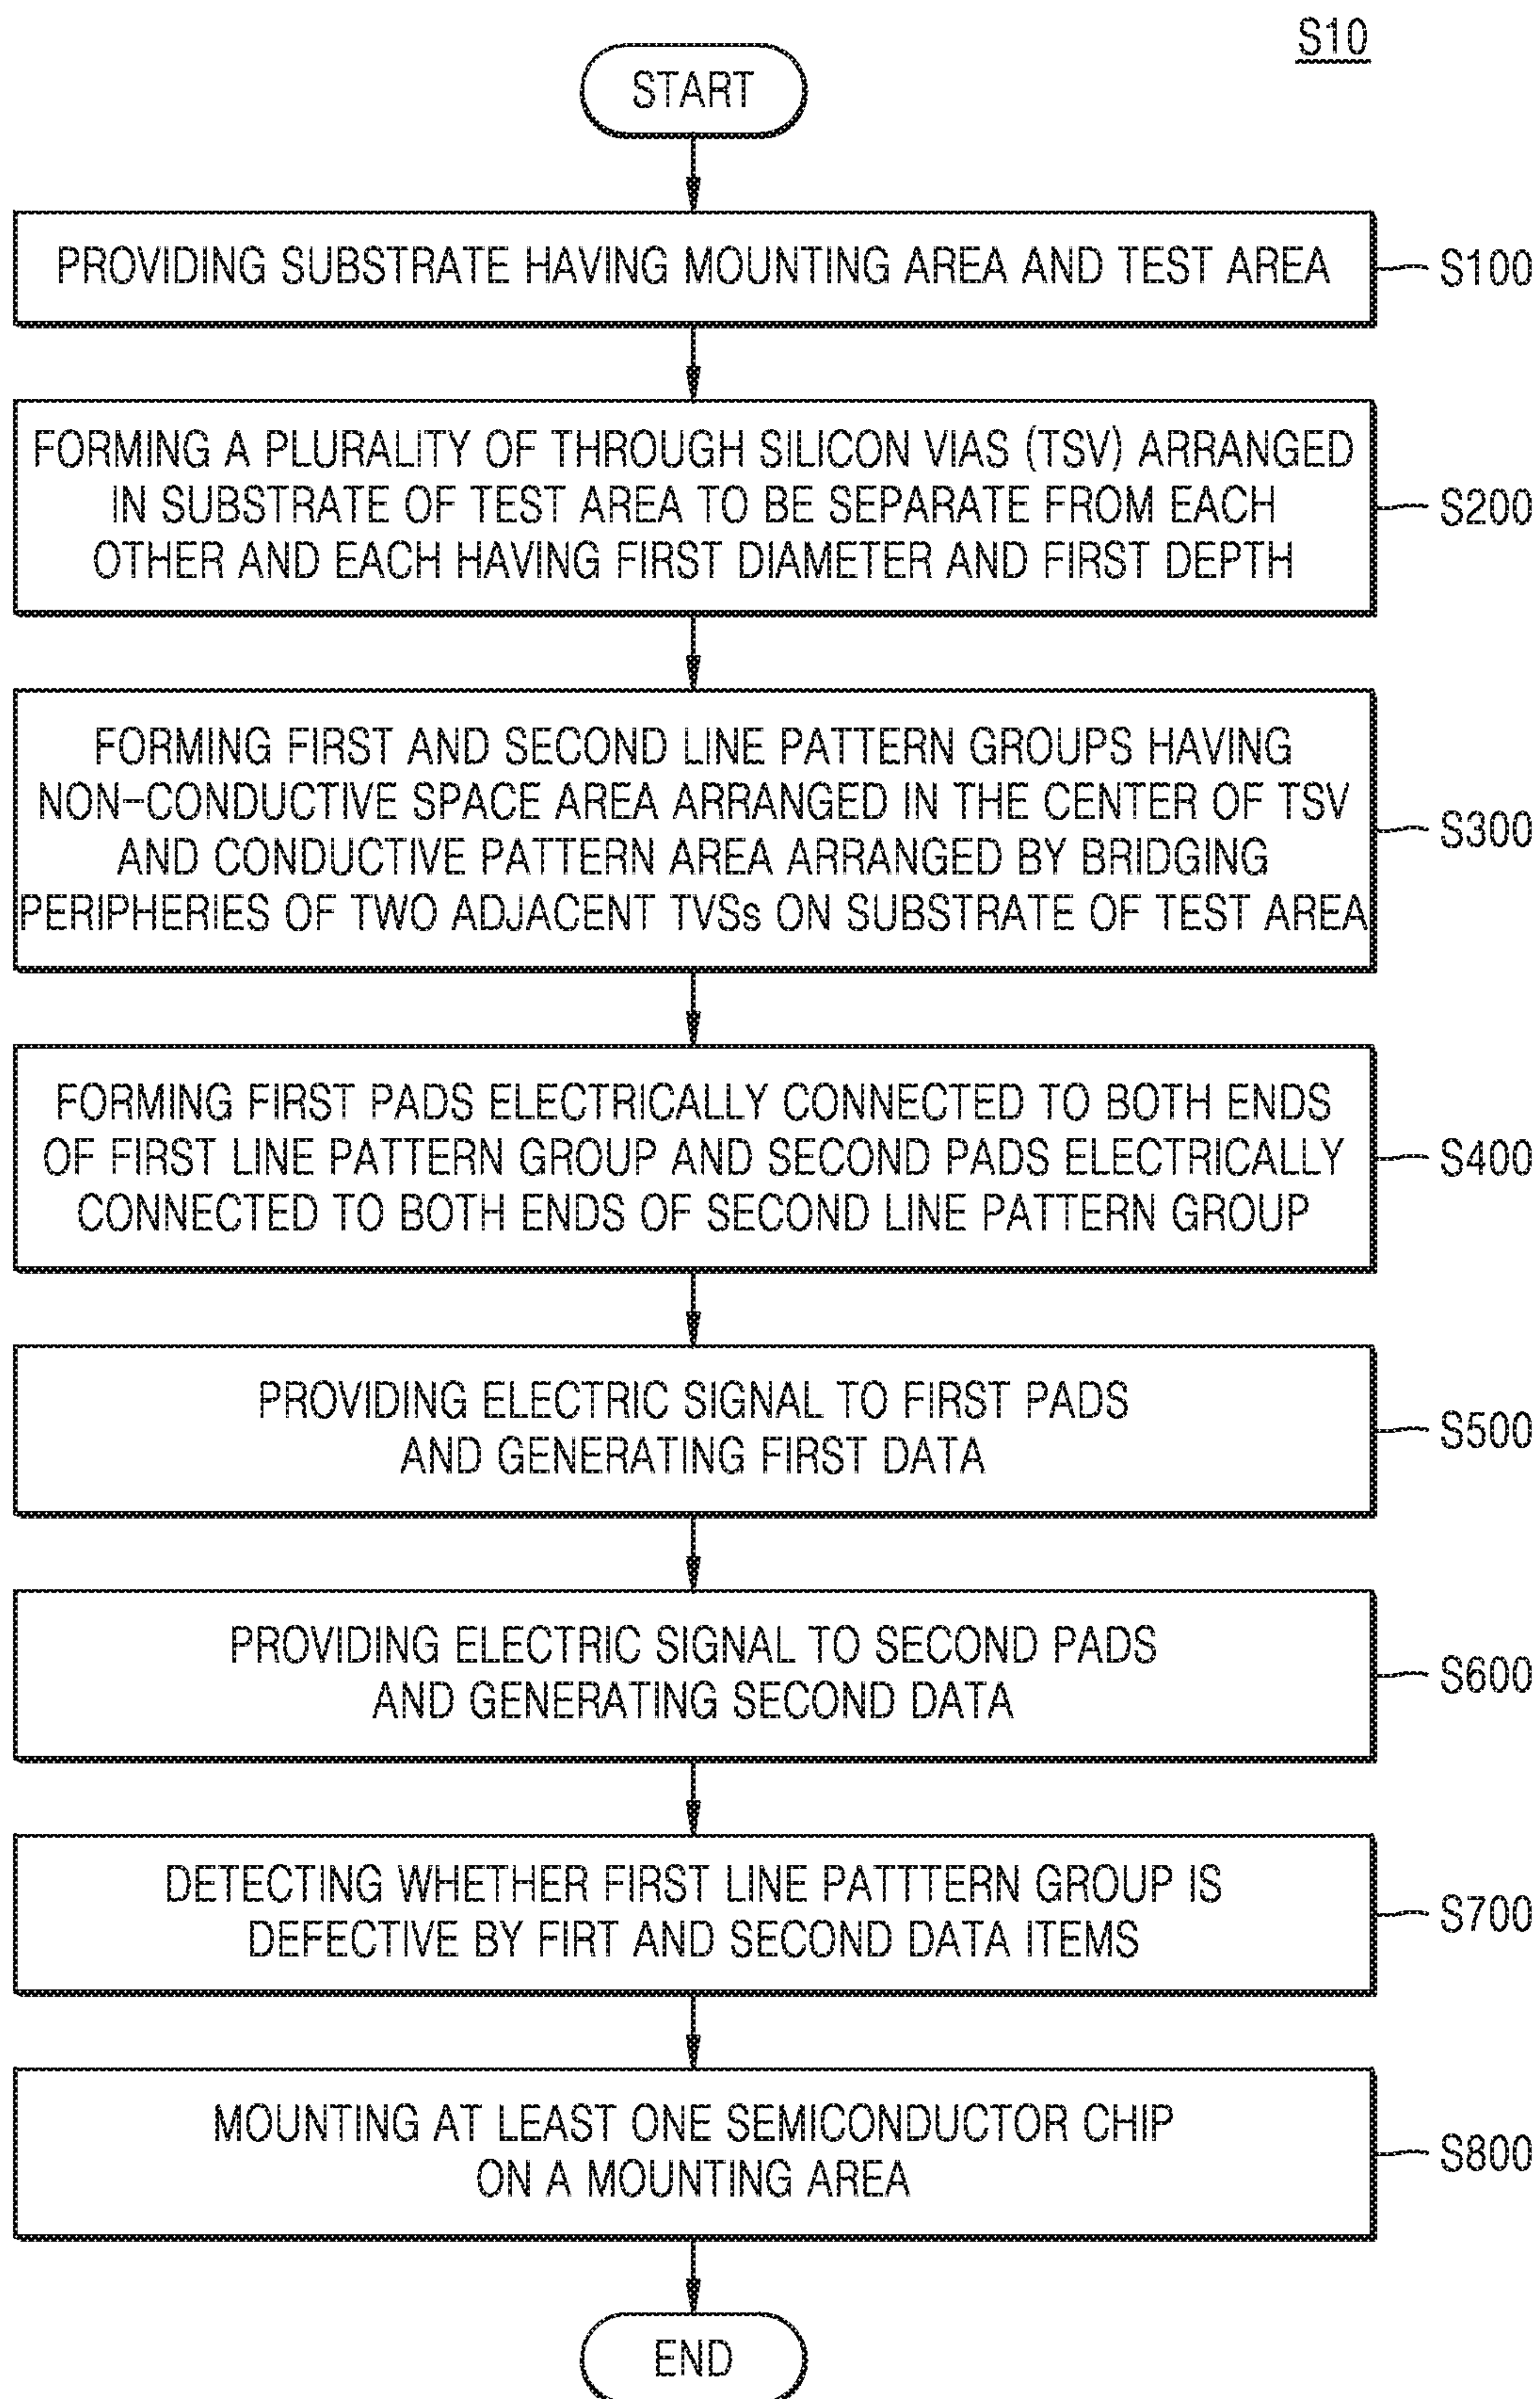 S10
START
PROVIDING SUBSTRATE HAVING MOUNTING AREA AND TEST AREA
S100
FORMING A PLURALITY OF THROUGH SILICON VIAS (TSV) ARRANGED
IN SUBSTRATE OF TEST AREA TO BE SEPARATE FROM EACH
OTHER AND EACH HAVING FIRST DIAMETER AND FIRST DEPTH
S200
FORMING FIRST AND SECOND LINE PATTERN GROUPS HAVING
NON-CONDUCTIVE SPACE AREA ARRANGED IN THE CENTER OF TSV
AND CONDUCTIVE PATTERN AREA ARRANGED BY BRIDGING
PERIPHERIES OF TWO ADJACENT TVSs ON SUBSTRATE OF TEST AREA
S300
FORMING FIRST PADS ELECTRICALLY CONNECTED TO BOTH ENDS
OF FIRST LINE PATTERN GROUP AND SECOND PADS ELECTRICALLY
CONNECTED TO BOTH ENDS OF SECOND LINE PATTERN GROUP
S400
PROVIDING ELECTRIC SIGNAL TO FIRST PADS
AND GENERATING FIRST DATA
S500
PROVIDING ELECTRIC SIGNAL TO SECOND PADS
AND GENERATING SECOND DATA
S600
DETECTING WHETHER FIRST LINE PATTTERN GROUP IS
DEFECTIVE BY FIRT AND SECOND DATA ITEMS
S700
MOUNTING AT LEAST ONE SEMICONDUCTOR CHIP
ON A MOUNTING AREA
S800
END